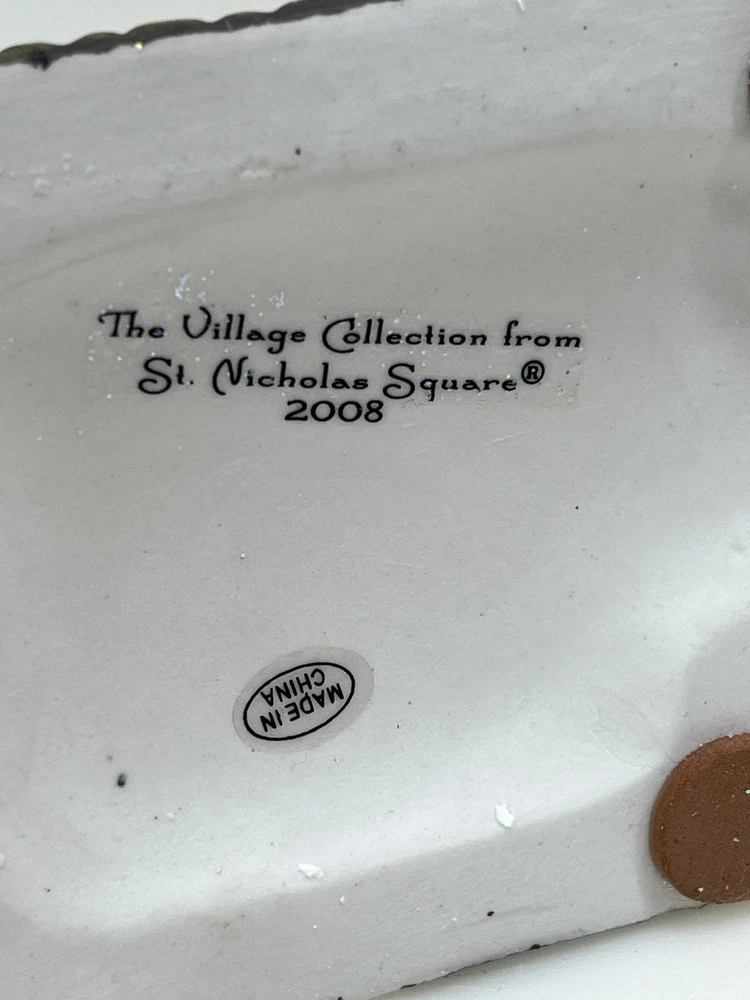 The Village Collection from
St. Nicholas Square®
2008
MADE IN
CHINA